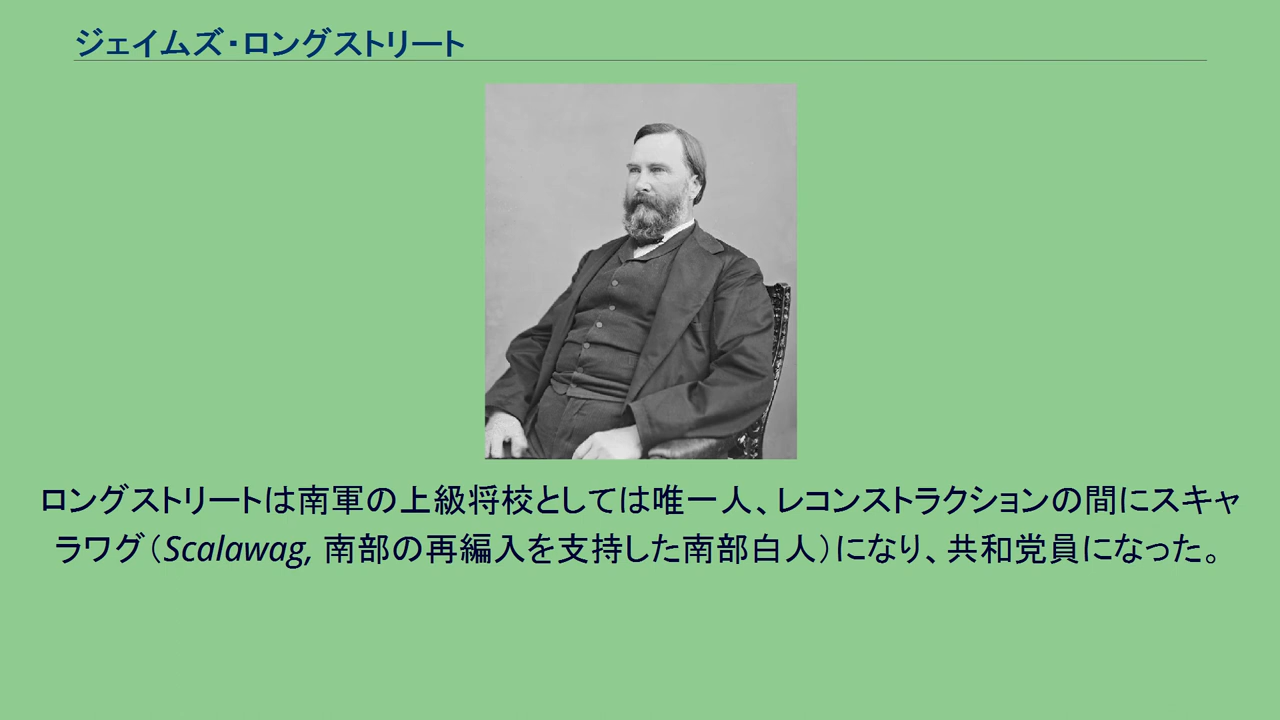 ジェイムズ・ロングストリート
ロングストリートは南軍の上級将校としては唯一人、レコンストラクションの間にスキャ
ラワグ（Scalawag, 南部の再編入を支持した南部白人）になり、共和党員になった。